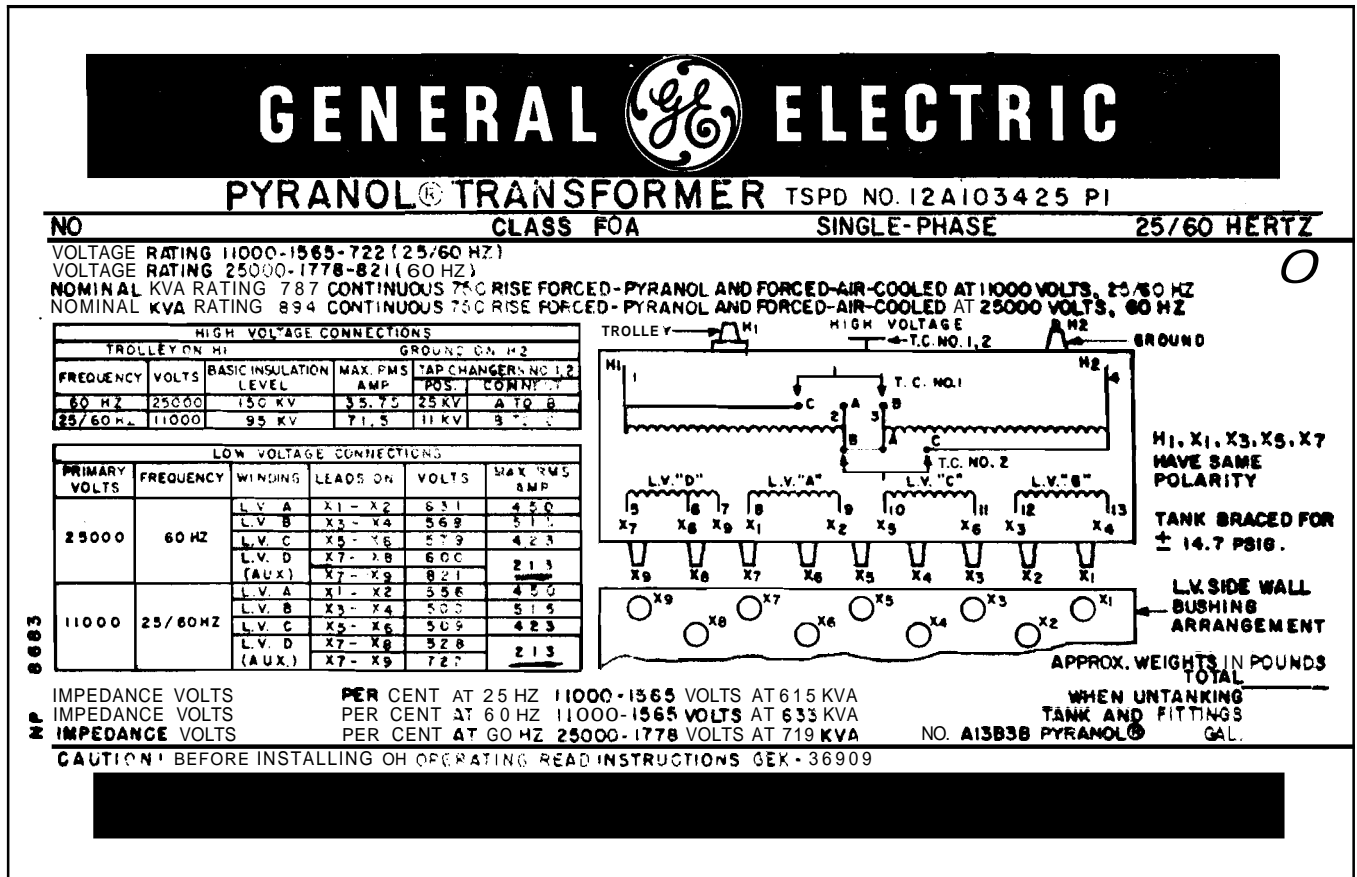 GENERAL GE ELECTRIC
PYRANOL® TRANSFORMER TSPD NO. 12A103425 P1
NO CLASS FOA SINGLE-PHASE 25/60 HERTZ
VOLTAGE RATING 11000-1565-722 (25/60 HZ)
VOLTAGE RATING 25000-1778-821 (60 HZ)
O
NOMINAL KVA RATING 787 CONTINUOUS 75C RISE FORCED-PYRANOL AND FORCED-AIR-COOLED AT 11000 VOLTS, 25/60 HZ
NOMINAL KVA RATING 894 CONTINUOUS 75C RISE FORCED-PYRANOL AND FORCED-AIR-COOLED AT 25000 VOLTS, 60 HZ
HIGH VOLTAGE CONNECTIONS
TROLLEY ON H1 GROUND ON H2
FREQUENCY VOLTS BASIC INSULATION LEVEL MAX. RMS AMP TAP CHANGERS NO 1,2
POS. CONNECT
60 HZ 25000 150 KV 35.75 25 KV A TO B
25/60 HZ 11000 95 KV 71.5 11 KV
LOW VOLTAGE CONNECTIONS
PRIMARY VOLTS FREQUENCY WINDING LEADS ON VOLTS MAX RMS AMP
25000 60 HZ
L.V. A X1 - X2 631 450
L.V. B X3 - X4 568 515
L.V. C X5 - X6 579 423
L.V. D (AUX) X7 - X8 600 213
X7 - X9 821
11000 25/60HZ
L.V. A X1 - X2 556 450
L.V. B X3 - X4 500 515
L.V. C X5 - X6 509 423
L.V. D (AUX.) X7 - X8 528 213
X7 - X9 722
TROLLEY H1 HIGH VOLTAGE H2
T.C. NO. 1, 2 GROUND
H1 1 H2 4
T. C. NO.1
C A B
2 3
B A C
T.C. NO. 2
L.V."D" L.V."A" L.V."C" L.V."B"
5 6 7 8 9 10 11 12 13
X7 X8 X9 X1 X2 X5 X6 X3 X4
X9 X8 X7 X6 X5 X4 X3 X2 X1
X9 X7 X5 X3 X1
X8 X6 X4 X2
H1, X1, X3, X5, X7
HAVE SAME
POLARITY
TANK BRACED FOR
± 14.7 PSIG.
L.V. SIDE WALL
BUSHING
ARRANGEMENT
APPROX. WEIGHTS IN POUNDS
TOTAL
WHEN UNTANKING
TANK AND FITTINGS
NO. A13B3B PYRANOL® GAL.
IMPEDANCE VOLTS PER CENT AT 25 HZ 11000-1565 VOLTS AT 615 KVA
IMPEDANCE VOLTS PER CENT AT 60 HZ 11000-1565 VOLTS AT 633 KVA
IMPEDANCE VOLTS PER CENT AT GO HZ 25000-1778 VOLTS AT 719 KVA
NP 8683
CAUTION! BEFORE INSTALLING OH OPERATING READ INSTRUCTIONS GEK-36909